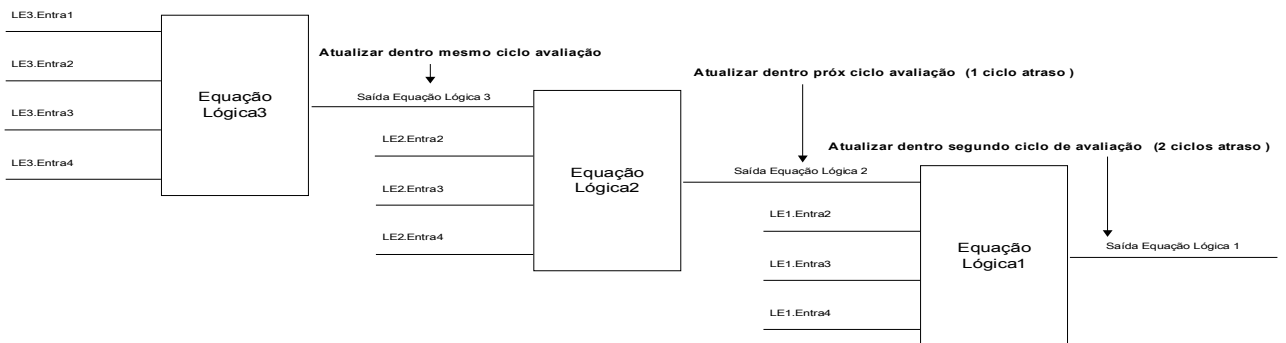 LE3.Entra1
LE3.Entra2
LE3.Entra3
LE3.Entra4
Equação
Lógica3
Atualizar dentro mesmo ciclo avaliação
Saída Equação Lógica 3
LE2.Entra2
LE2.Entra3
LE2.Entra4
Equação
Lógica2
Atualizar dentro próx ciclo avaliação (1 ciclo atraso )
Saída Equação Lógica 2
LE1.Entra2
LE1.Entra3
LE1.Entra4
Equação
Lógica1
Atualizar dentro segundo ciclo de avaliação (2 ciclos atraso )
Saída Equação Lógica 1